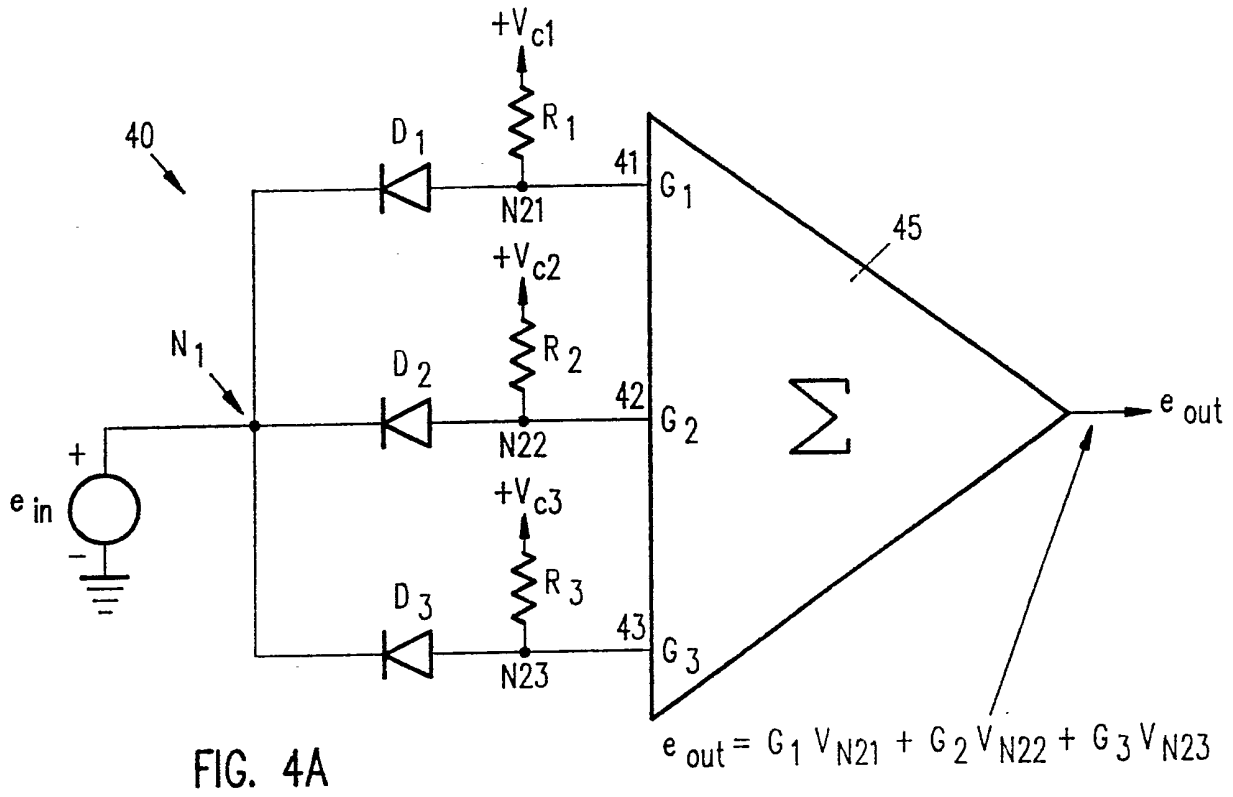 +Vc1
R1
40
D1
41
G1
N21
45
+Vc2
R2
N1
D2
42
G2
N22
Σ
e out
+
e in
−
+Vc3
R3
D3
43
G3
N23
e out = G1 VN21 + G2 VN22 + G3 VN23
FIG. 4A